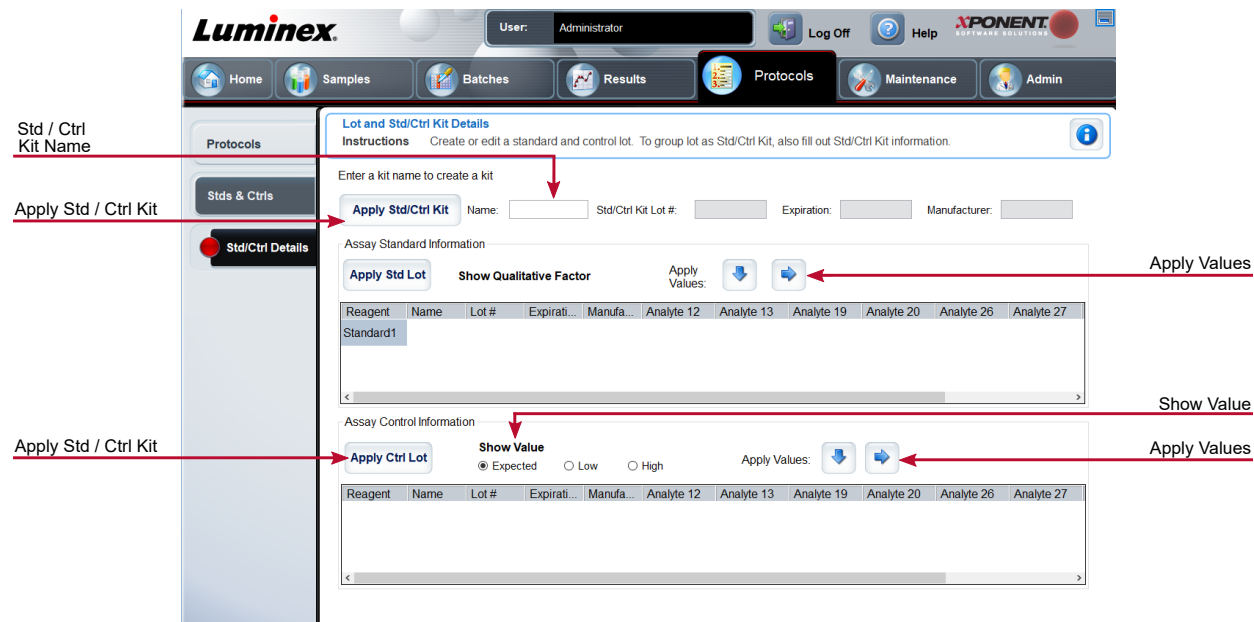 Luminex.
User: Administrator
Log Off
Help
XPONENT.
SOFTWARE SOLUTIONS
Home
Samples
Batches
Results
Protocols
Maintenance
Admin
Std / Ctrl
Kit Name
Apply Std / Ctrl Kit
Apply Std / Ctrl Kit
Protocols
Stds & Ctrls
Std/Ctrl Details
Lot and Std/Ctrl Kit Details
Instructions Create or edit a standard and control lot. To group lot as Std/Ctrl Kit, also fill out Std/Ctrl Kit information.
Enter a kit name to create a kit
Apply Std/Ctrl Kit Name: Std/Ctrl Kit Lot #: Expiration: Manufacturer:
Assay Standard Information
Apply Std Lot Show Qualitative Factor Apply
Values:
Reagent Name Lot # Expirati... Manufa... Analyte 12 Analyte 13 Analyte 19 Analyte 20 Analyte 26 Analyte 27
Standard1
Assay Control Information
Apply Ctrl Lot
Show Value
Expected Low High
Apply Values:
Reagent Name Lot # Expirati... Manufa... Analyte 12 Analyte 13 Analyte 19 Analyte 20 Analyte 26 Analyte 27
Apply Values
Show Value
Apply Values